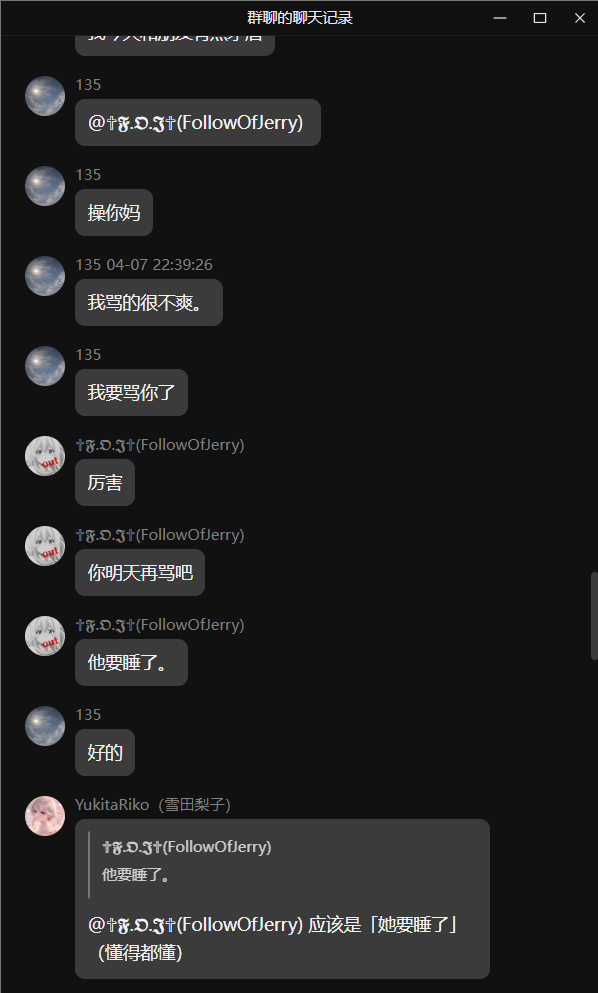 群聊的聊天记录
135
@✞𝕱.𝕺.𝕵✞(FollowOfJerry)
135
操你妈
135 04-07 22:39:26
我骂的很不爽。
135
我要骂你了
✞𝕱.𝕺.𝕵✞(FollowOfJerry)
厉害
✞𝕱.𝕺.𝕵✞(FollowOfJerry)
你明天再骂吧
✞𝕱.𝕺.𝕵✞(FollowOfJerry)
他要睡了。
135
好的
YukitaRiko（雪田梨子）
✞𝕱.𝕺.𝕵✞(FollowOfJerry)
他要睡了。
@✞𝕱.𝕺.𝕵✞(FollowOfJerry) 应该是「她要睡了」
（懂得都懂）